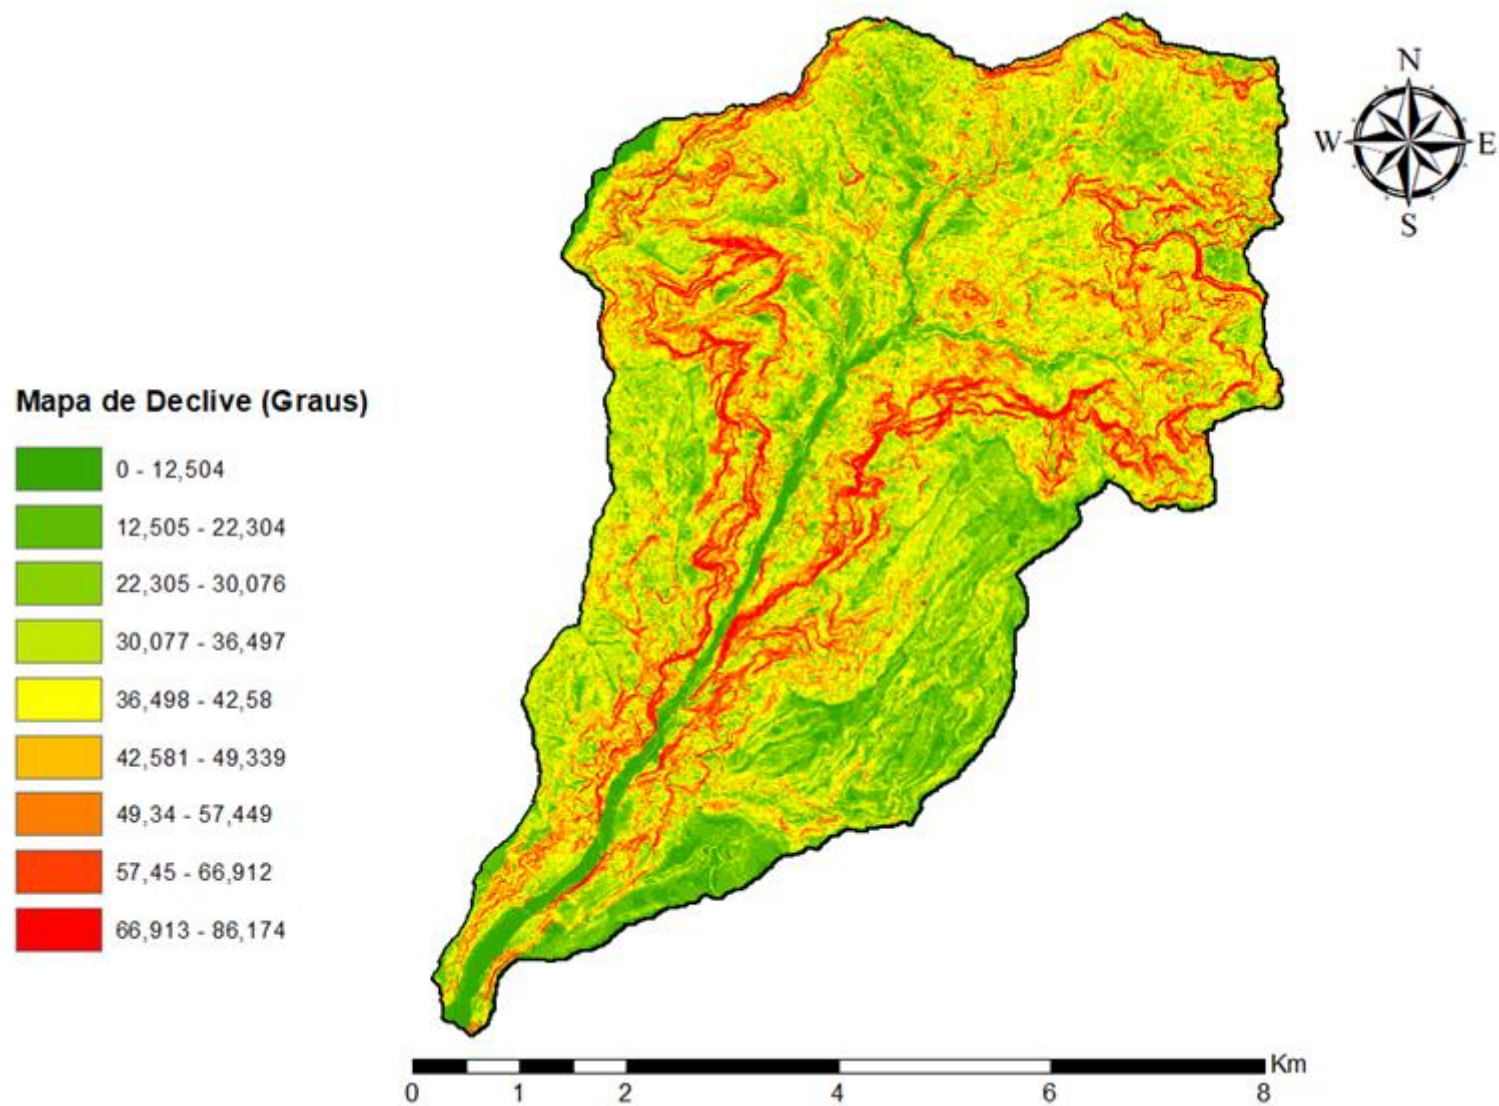 N
W
E
S
Mapa de Declive (Graus)
0 - 12,504
12,505 - 22,304
22,305 - 30,076
30,077 - 36,497
36,498 - 42,58
42,581 - 49,339
49,34 - 57,449
57,45 - 66,912
66,913 - 86,174
Km
0 1 2 4 6 8